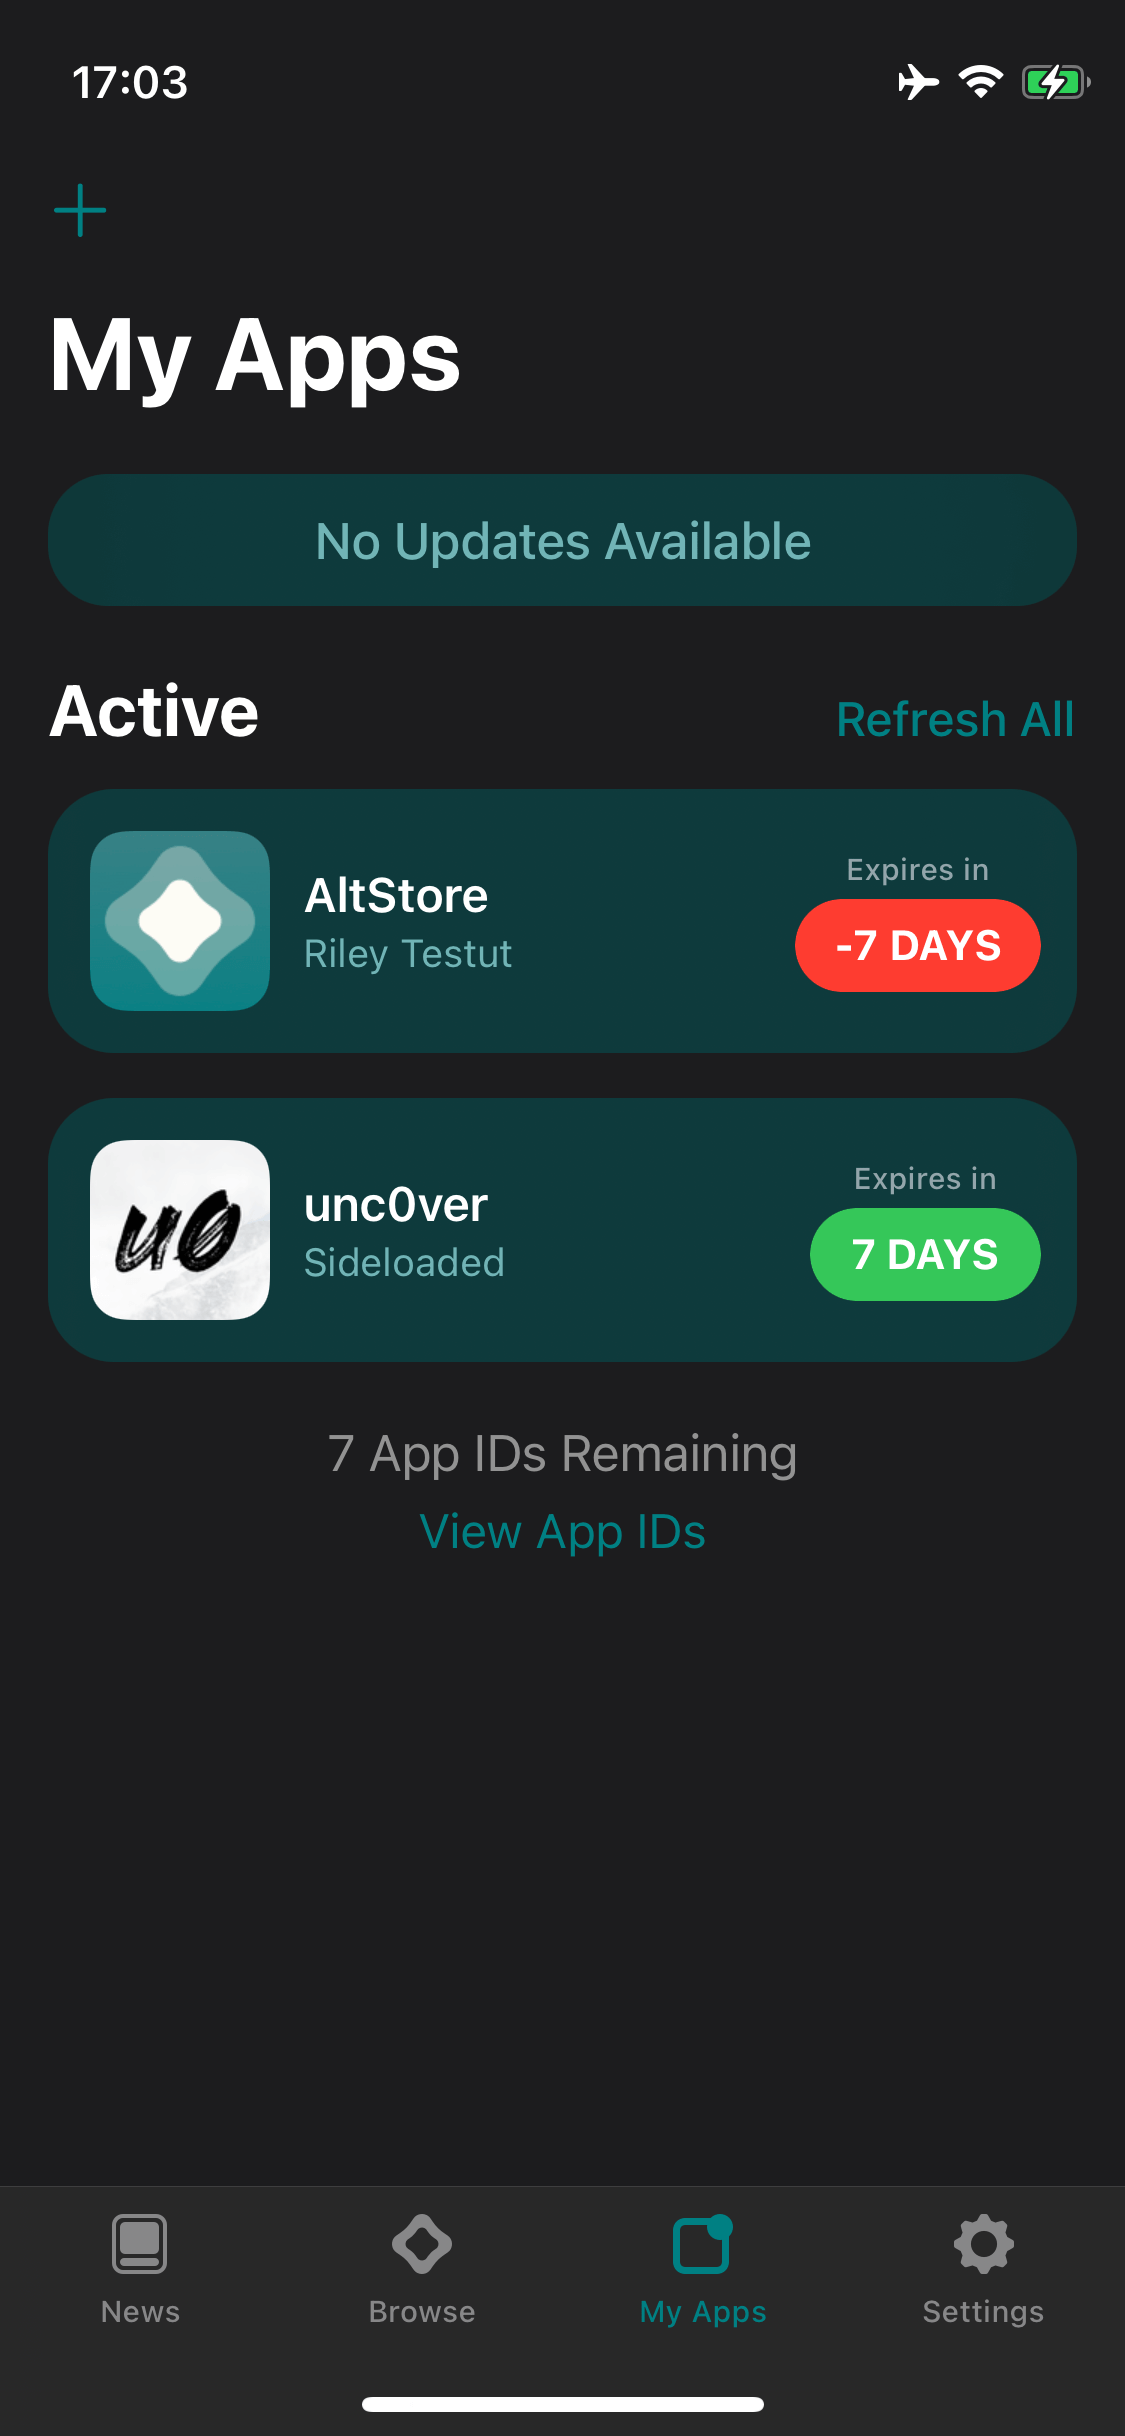 17:03
My Apps
No Updates Available
Active
Refresh All
AltStore
Riley Testut
Expires in
-7 DAYS
u0
unc0ver
Sideloaded
Expires in
7 DAYS
7 App IDs Remaining
View App IDs
News
Browse
My Apps
Settings